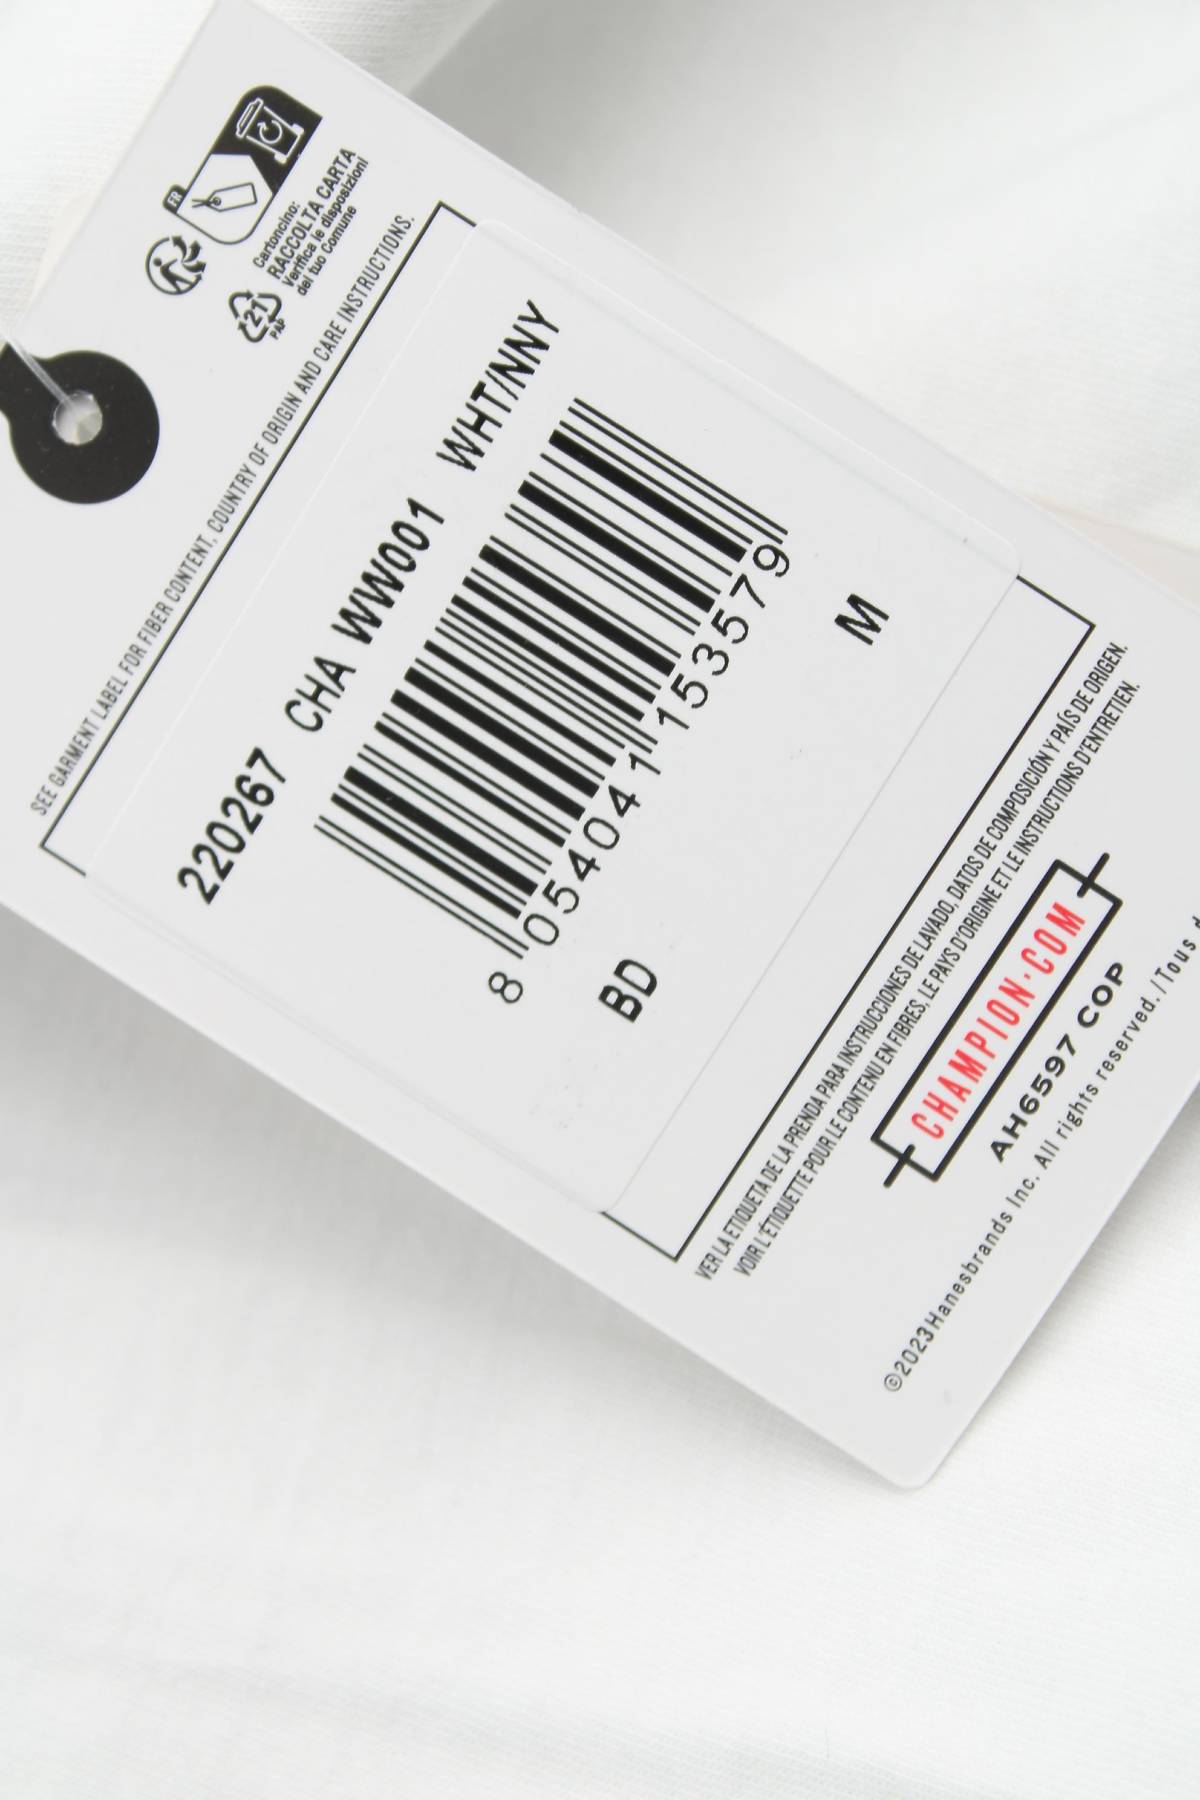 FR
Cartoncino:
RACCOLTA CARTA
Verifica le disposizioni
del tuo Comune
21
PAP
SEE GARMENT LABEL FOR FIBER CONTENT, COUNTRY OF ORIGIN AND CARE INSTRUCTIONS.
220267 CHA WW001 WHT/NNY
8 054041 153579
BD M
VER LA ETIQUETA DE LA PRENDA PARA INSTRUCCIONES DE LAVADO, DATOS DE COMPOSICIÓN Y PAÍS DE ORIGEN.
VOIR L'ÉTIQUETTE POUR LE CONTENU EN FIBRES, LE PAYS D'ORIGINE ET LE INSTRUCTIONS D'ENTRETIEN.
CHAMPION·COM
AH6597 COP
©2023 Hanesbrands Inc. All rights reserved./Tous d